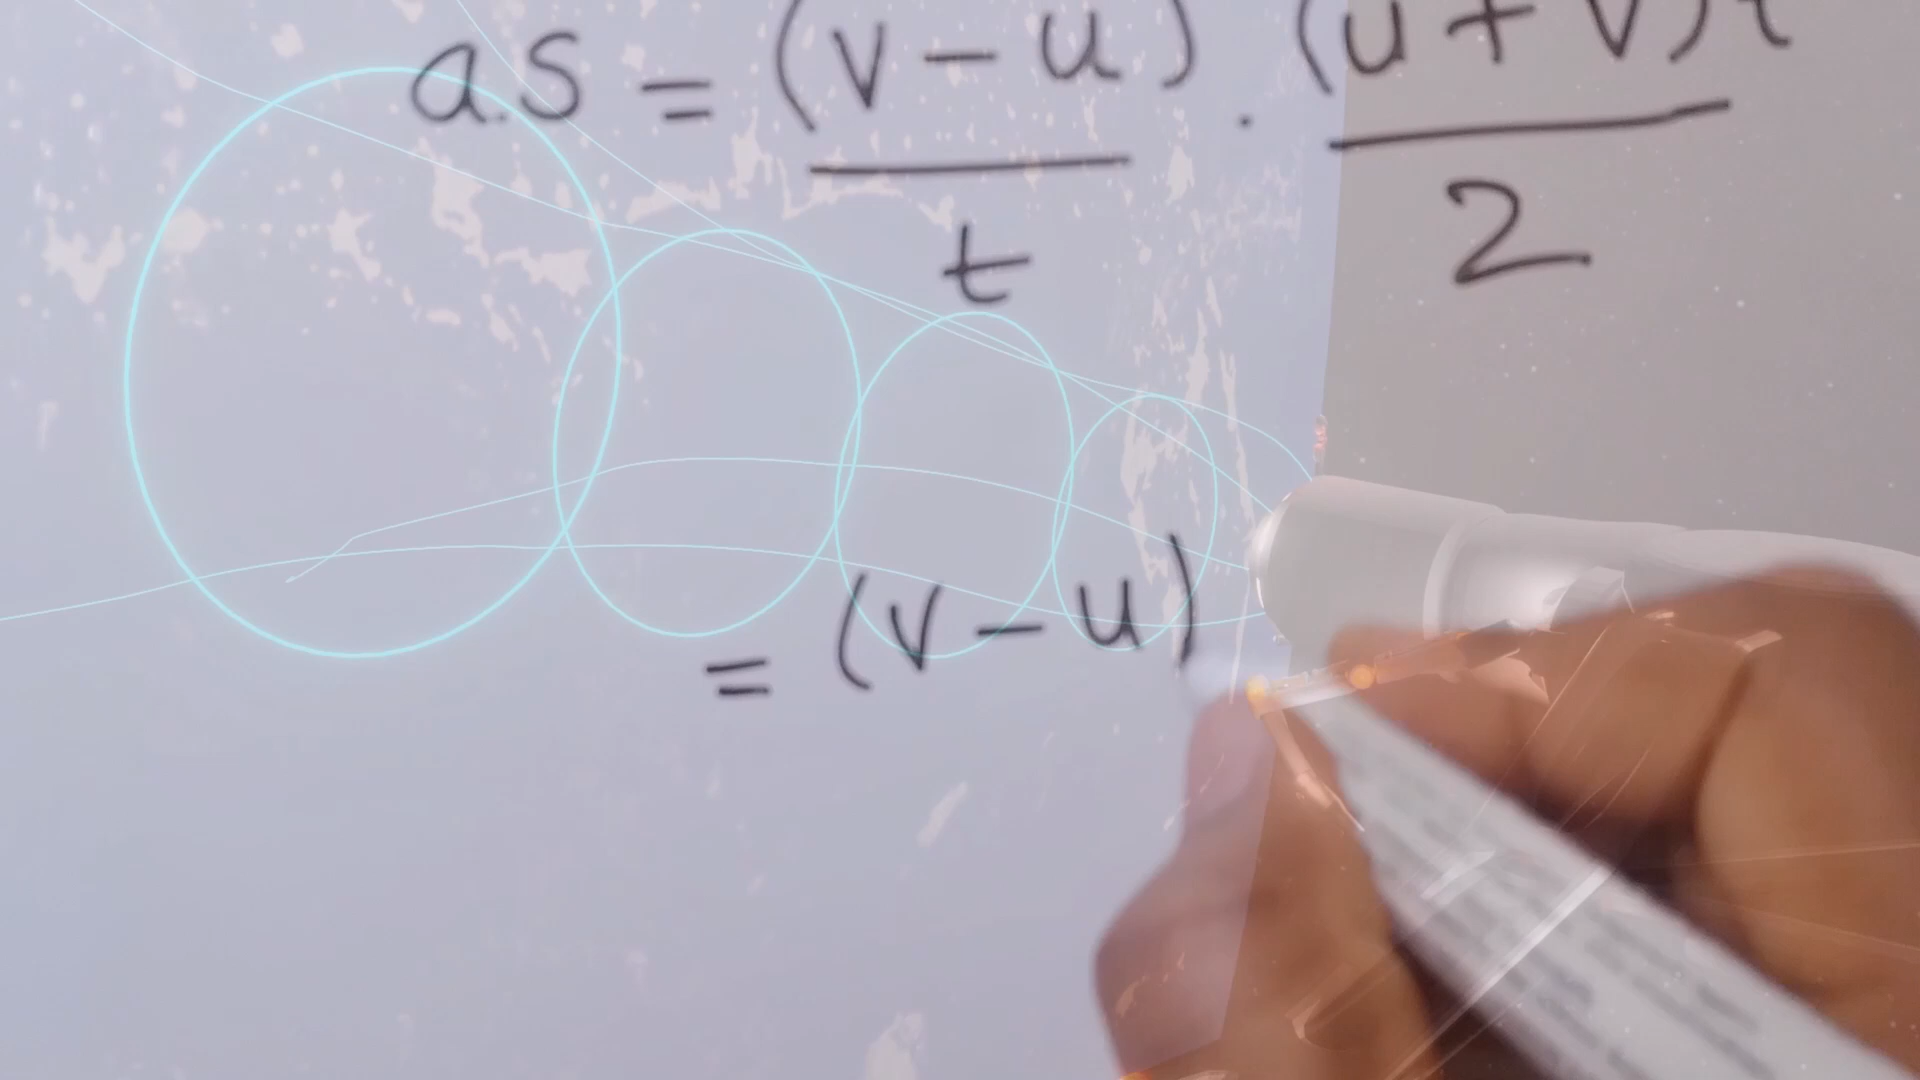 a.s = (v - u) . (u + v)t
t 2
= (v - u)